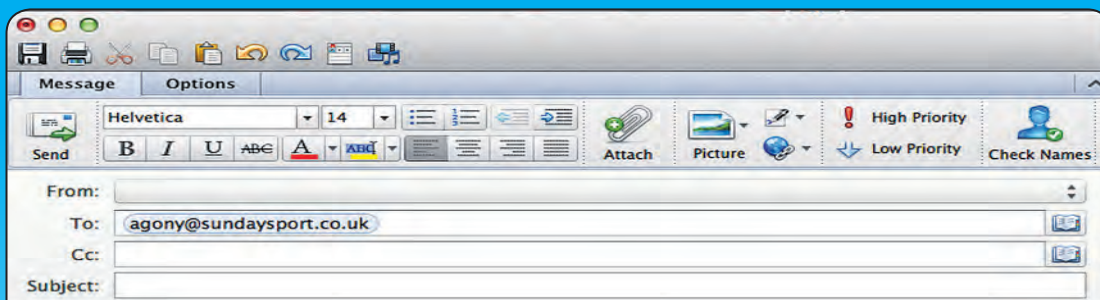 Message Options
Helvetica 14 High Priority
Send B I U ABC A ABC Attach Picture Low Priority Check Names
From:
To: agony@sundaysport.co.uk
Cc:
Subject: